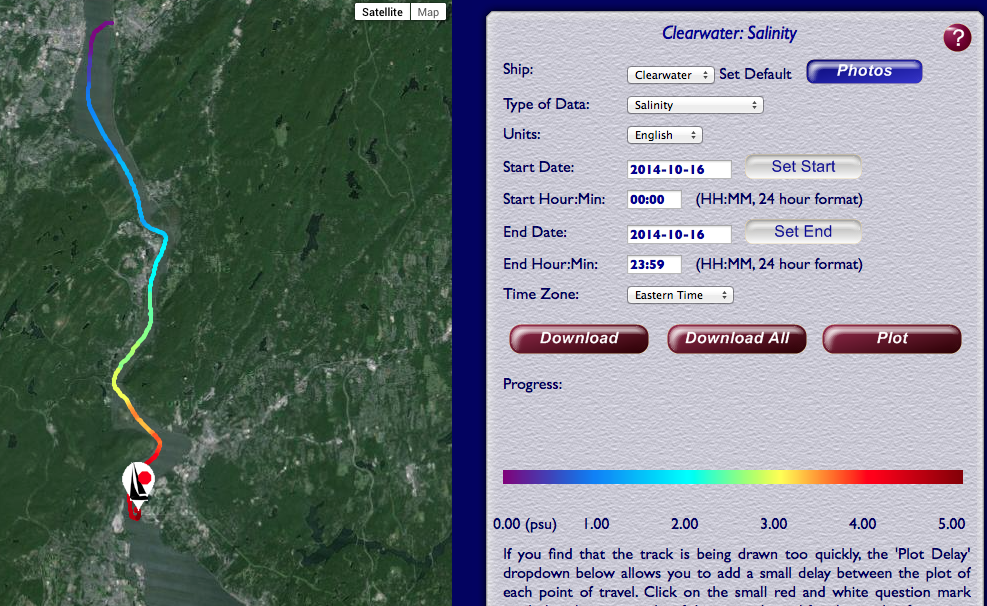 Satellite Map
Clearwater: Salinity
?
Ship: Clearwater Set Default Photos
Type of Data: Salinity
Units: English
Start Date: 2014-10-16 Set Start
Start Hour:Min: 00:00 (HH:MM, 24 hour format)
End Date: 2014-10-16 Set End
End Hour:Min: 23:59 (HH:MM, 24 hour format)
Time Zone: Eastern Time
Download Download All Plot
Progress:
0.00 (psu) 1.00 2.00 3.00 4.00 5.00
If you find that the track is being drawn too quickly, the 'Plot Delay'
dropdown below allows you to add a small delay between the plot of
each point of travel. Click on the small red and white question mark